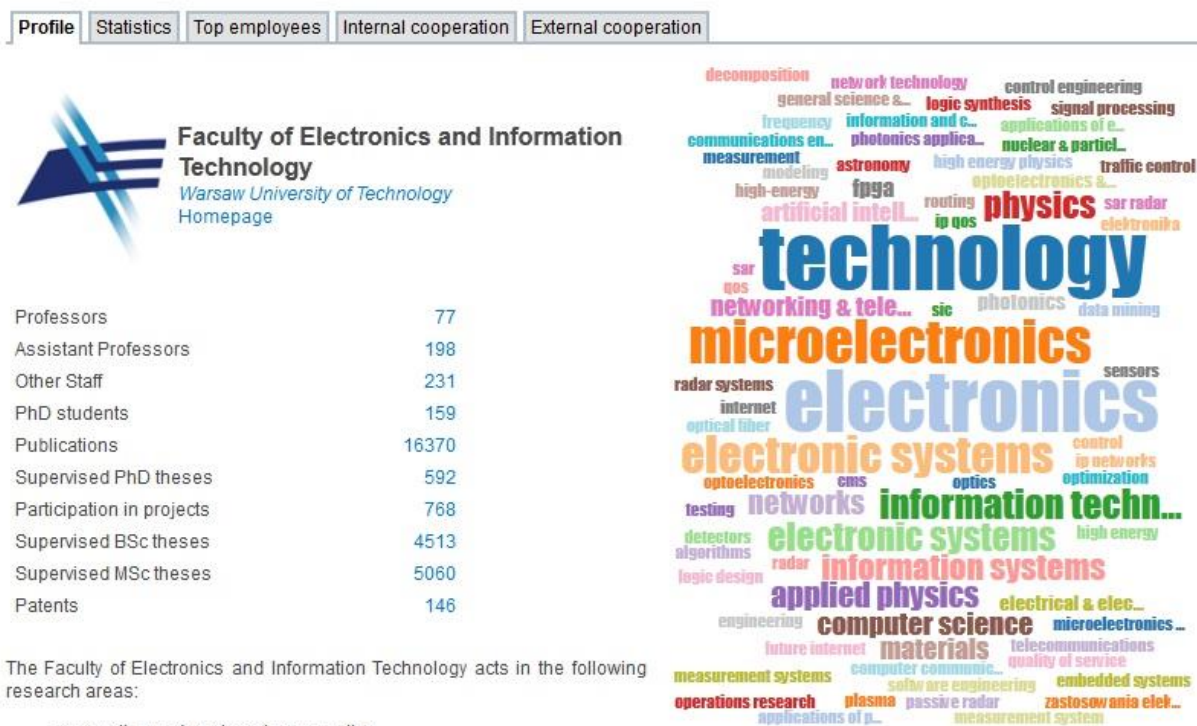 Profile Statistics Top employees Internal cooperation External cooperation
Faculty of Electronics and Information
Technology
Warsaw University of Technology
Homepage
Professors 77
Assistant Professors 198
Other Staff 231
PhD students 159
Publications 16370
Supervised PhD theses 592
Participation in projects 768
Supervised BSc theses 4513
Supervised MSc theses 5060
Patents 146
The Faculty of Electronics and Information Technology acts in the following
research areas:
decomposition
network technology
control engineering
general science &...
logic synthesis
signal processing
frequency
information and c...
applications of e...
communications en...
photonics applica...
nuclear & particl...
measurement
modeling
astronomy
high energy physics
traffic control
optoelectronics &...
high-energy
fpga
routing
physics
sar radar
artificial intell...
ip qos
elektronika
technology
sar
qos
networking & tele...
sic
photonics
data mining
microelectronics
sensors
radar systems
electronics
internet
optical fiber
electronic systems
control
ip networks
optoelectronics
cms
optics
optimization
testing
networks
information techn...
detectors
electronic systems
high energy
algorithms
radar
information systems
logic design
applied physics
electrical & elec...
engineering
computer science
microelectronics ...
future internet
materials
telecommunications
quality of service
measurement systems
computer communic...
software engineering
embedded systems
operations research
plasma
passive radar
zastosowania elek...
applications of p...
measurement system